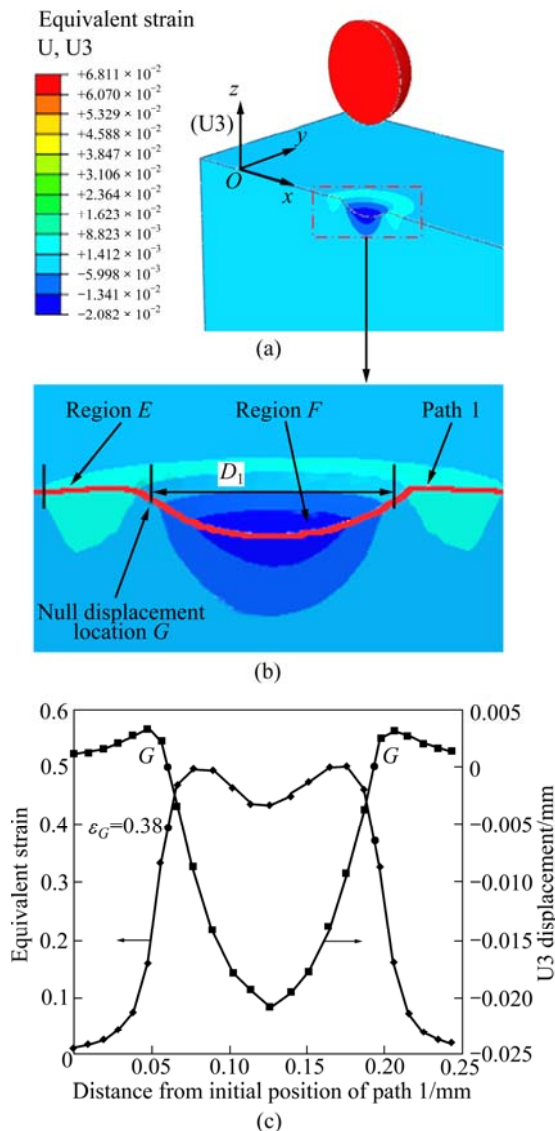 Equivalent strain
U, U3
+6.811 × 10⁻²
+6.070 × 10⁻²
+5.329 × 10⁻²
+4.588 × 10⁻²
+3.847 × 10⁻²
+3.106 × 10⁻²
+2.364 × 10⁻²
+1.623 × 10⁻²
+8.823 × 10⁻³
+1.412 × 10⁻³
−5.998 × 10⁻³
−1.341 × 10⁻²
−2.082 × 10⁻²
z
(U3)
y
O
x
(a)
Region E
Region F
Path 1
D₁
Null displacement
location G
(b)
0.6
0.5
0.4
0.3
0.2
0.1
0
Equivalent strain
G
G
ε_G=0.38
0.005
0
−0.005
−0.010
−0.015
−0.020
−0.025
U3 displacement/mm
0.05
0.10
0.15
0.20
0.25
Distance from initial position of path 1/mm
(c)